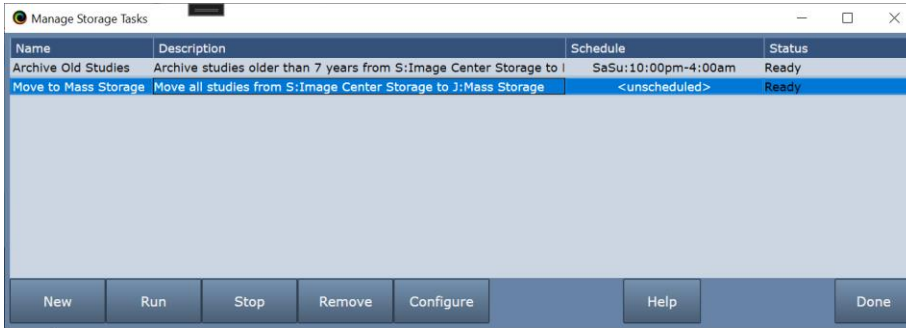 Manage Storage Tasks
Name Description Schedule Status
Archive Old Studies Archive studies older than 7 years from S:Image Center Storage to SaSu:10:00pm-4:00am Ready
Move to Mass Storage Move all studies from S:Image Center Storage to J:Mass Storage <unscheduled> Ready
New Run Stop Remove Configure Help Done